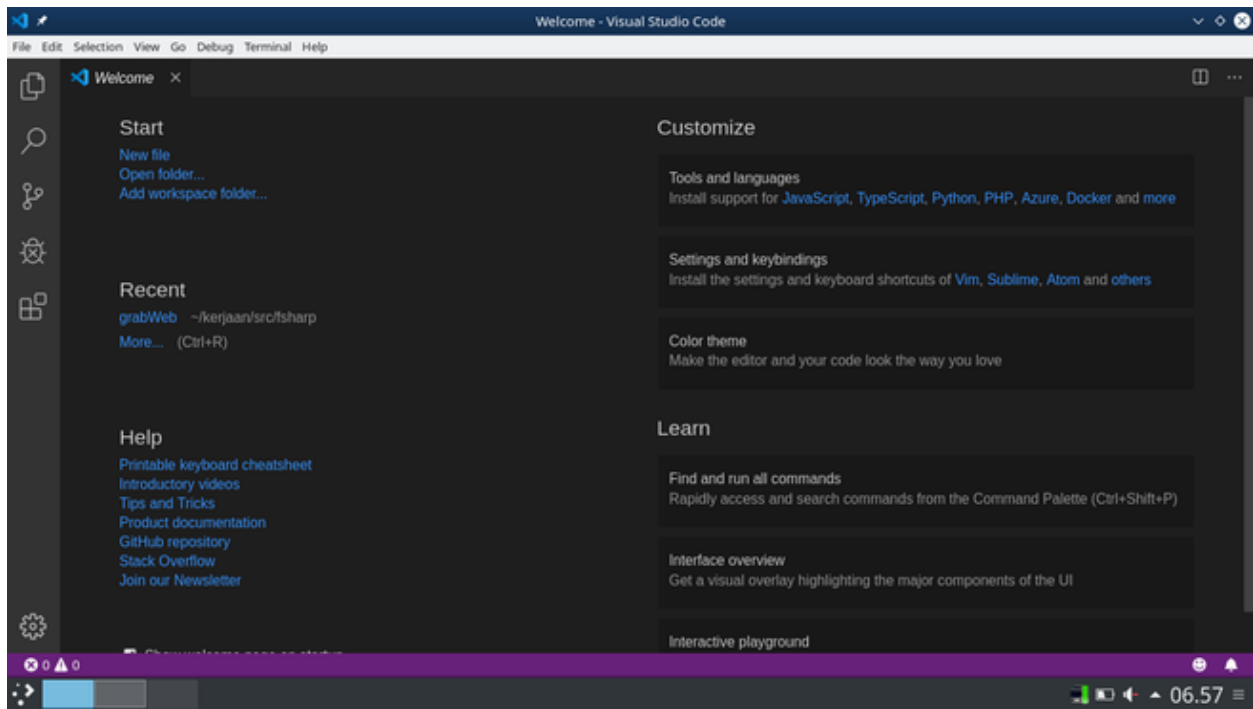 Welcome - Visual Studio Code
File Edit Selection View Go Debug Terminal Help
Welcome
Start
New file
Open folder...
Add workspace folder...
Recent
grabWeb ~/kerjaan/src/fsharp
More... (Ctrl+R)
Help
Printable keyboard cheatsheet
Introductory videos
Tips and Tricks
Product documentation
GitHub repository
Stack Overflow
Join our Newsletter
Show welcome page on startup
Customize
Tools and languages
Install support for JavaScript, TypeScript, Python, PHP, Azure, Docker and more
Settings and keybindings
Install the settings and keyboard shortcuts of Vim, Sublime, Atom and others
Color theme
Make the editor and your code look the way you love
Learn
Find and run all commands
Rapidly access and search commands from the Command Palette (Ctrl+Shift+P)
Interface overview
Get a visual overlay highlighting the major components of the UI
Interactive playground
0 0
06.57